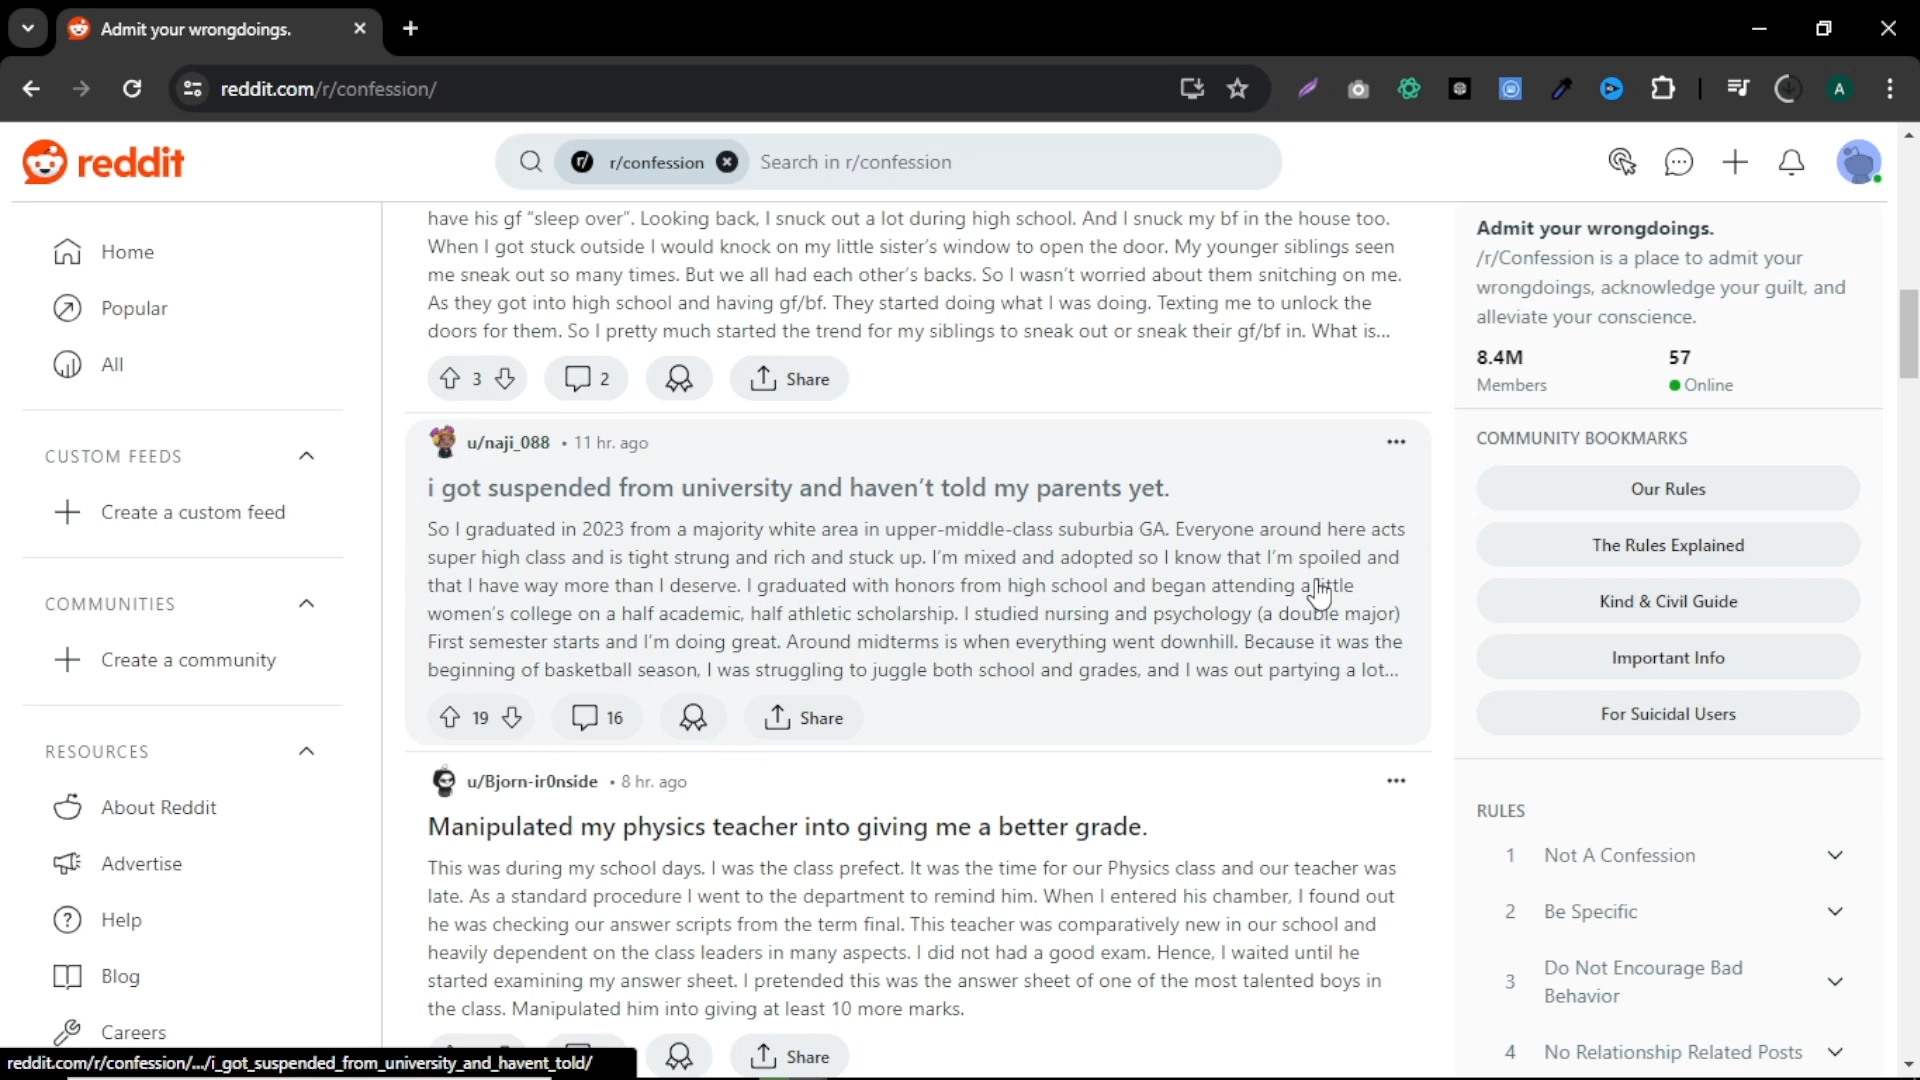 Admit your wrongdoings.
reddit.com/r/confession/
A
reddit
r/confession
Search in r/confession
Home
Popular
All
CUSTOM FEEDS
Create a custom feed
COMMUNITIES
Create a community
RESOURCES
About Reddit
Advertise
Help
Blog
Careers
reddit.com/r/confession/.../i_got_suspended_from_university_and_havent_told/
have his gf “sleep over”. Looking back, I snuck out a lot during high school. And I snuck my bf in the house too.
When I got stuck outside I would knock on my little sister’s window to open the door. My younger siblings seen
me sneak out so many times. But we all had each other’s backs. So I wasn’t worried about them snitching on me.
As they got into high school and having gf/bf. They started doing what I was doing. Texting me to unlock the
doors for them. So I pretty much started the trend for my siblings to sneak out or sneak their gf/bf in. What is...
3
2
Share
u/naji_088 • 11 hr. ago
i got suspended from university and haven’t told my parents yet.
So I graduated in 2023 from a majority white area in upper-middle-class suburbia GA. Everyone around here acts
super high class and is tight strung and rich and stuck up. I’m mixed and adopted so I know that I’m spoiled and
that I have way more than I deserve. I graduated with honors from high school and began attending a little
women’s college on a half academic, half athletic scholarship. I studied nursing and psychology (a double major)
First semester starts and I’m doing great. Around midterms is when everything went downhill. Because it was the
beginning of basketball season, I was struggling to juggle both school and grades, and I was out partying a lot...
19
16
Share
u/Bjorn-ir0nside • 8 hr. ago
Manipulated my physics teacher into giving me a better grade.
This was during my school days. I was the class prefect. It was the time for our Physics class and our teacher was
late. As a standard procedure I went to the department to remind him. When I entered his chamber, I found out
he was checking our answer scripts from the term final. This teacher was comparatively new in our school and
heavily dependent on the class leaders in many aspects. I did not had a good exam. Hence, I waited until he
started examining my answer sheet. I pretended this was the answer sheet of one of the most talented boys in
the class. Manipulated him into giving at least 10 more marks.
Share
Admit your wrongdoings.
/r/Confession is a place to admit your
wrongdoings, acknowledge your guilt, and
alleviate your conscience.
8.4M 57
Members Online
COMMUNITY BOOKMARKS
Our Rules
The Rules Explained
Kind & Civil Guide
Important Info
For Suicidal Users
RULES
1 Not A Confession
2 Be Specific
3 Do Not Encourage Bad
Behavior
4 No Relationship Related Posts